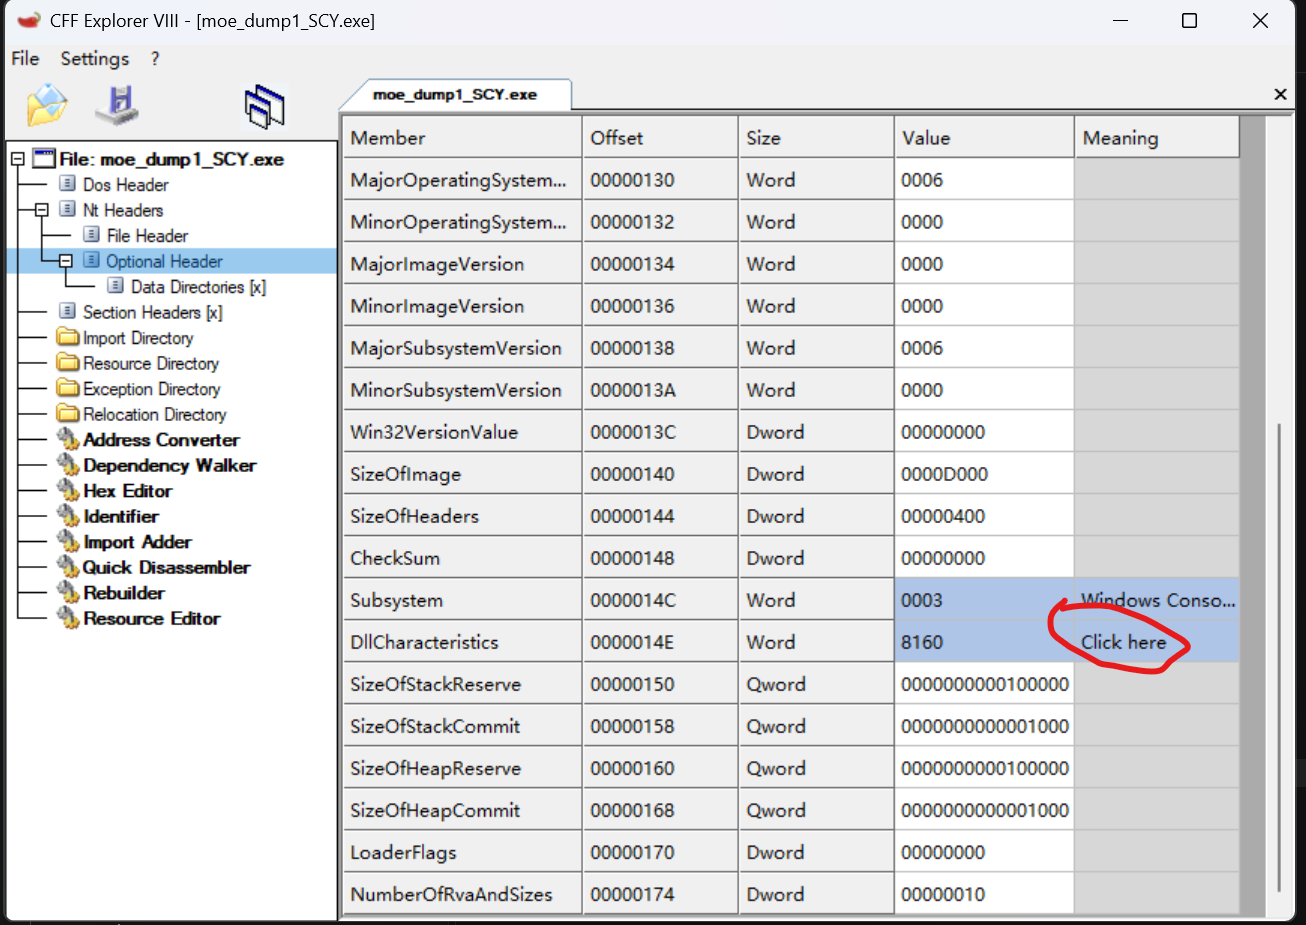 CFF Explorer VIII - [moe_dump1_SCY.exe]
File Settings ?
moe_dump1_SCY.exe
File: moe_dump1_SCY.exe
Dos Header
Nt Headers
File Header
Optional Header
Data Directories [x]
Section Headers [x]
Import Directory
Resource Directory
Exception Directory
Relocation Directory
Address Converter
Dependency Walker
Hex Editor
Identifier
Import Adder
Quick Disassembler
Rebuilder
Resource Editor
Member Offset Size Value Meaning
MajorOperatingSystem... 00000130 Word 0006
MinorOperatingSystem... 00000132 Word 0000
MajorImageVersion 00000134 Word 0000
MinorImageVersion 00000136 Word 0000
MajorSubsystemVersion 00000138 Word 0006
MinorSubsystemVersion 0000013A Word 0000
Win32VersionValue 0000013C Dword 00000000
SizeOfImage 00000140 Dword 0000D000
SizeOfHeaders 00000144 Dword 00000400
CheckSum 00000148 Dword 00000000
Subsystem 0000014C Word 0003 Windows Conso...
DllCharacteristics 0000014E Word 8160 Click here
SizeOfStackReserve 00000150 Qword 0000000000100000
SizeOfStackCommit 00000158 Qword 0000000000001000
SizeOfHeapReserve 00000160 Qword 0000000000100000
SizeOfHeapCommit 00000168 Qword 0000000000001000
LoaderFlags 00000170 Dword 00000000
NumberOfRvaAndSizes 00000174 Dword 00000010